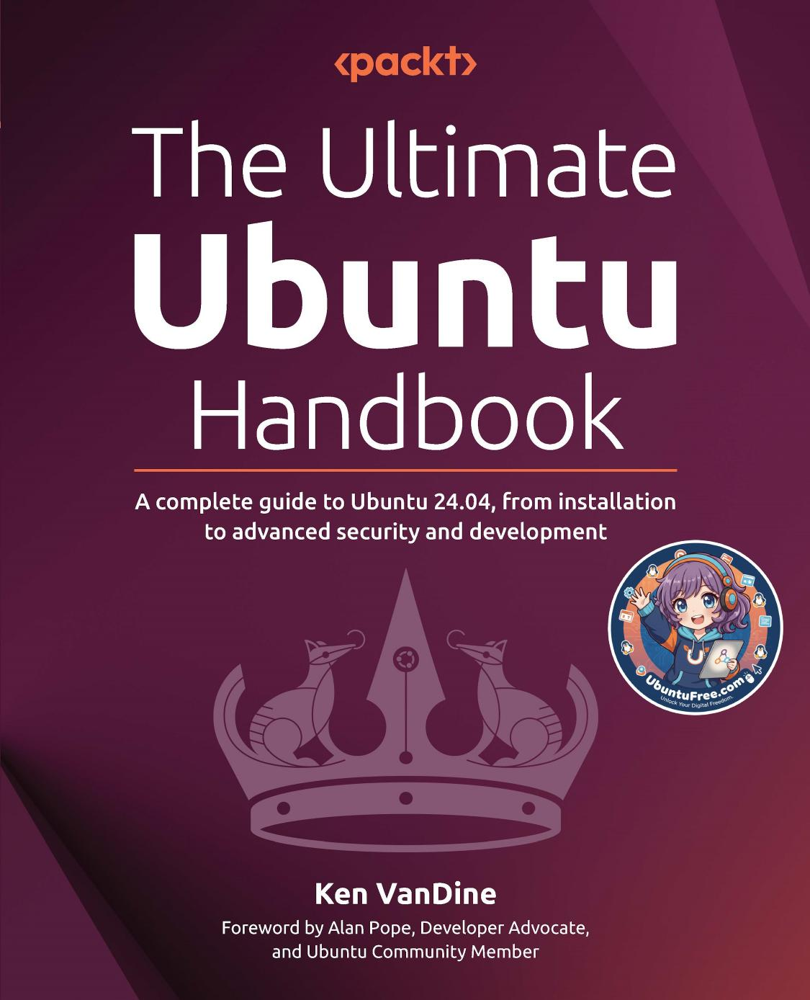 <packt>
The Ultimate
Ubuntu
Handbook
A complete guide to Ubuntu 24.04, from installation
to advanced security and development
UbuntuFree.com
Unlock Your Digital Freedom.
Ken VanDine
Foreword by Alan Pope, Developer Advocate,
and Ubuntu Community Member